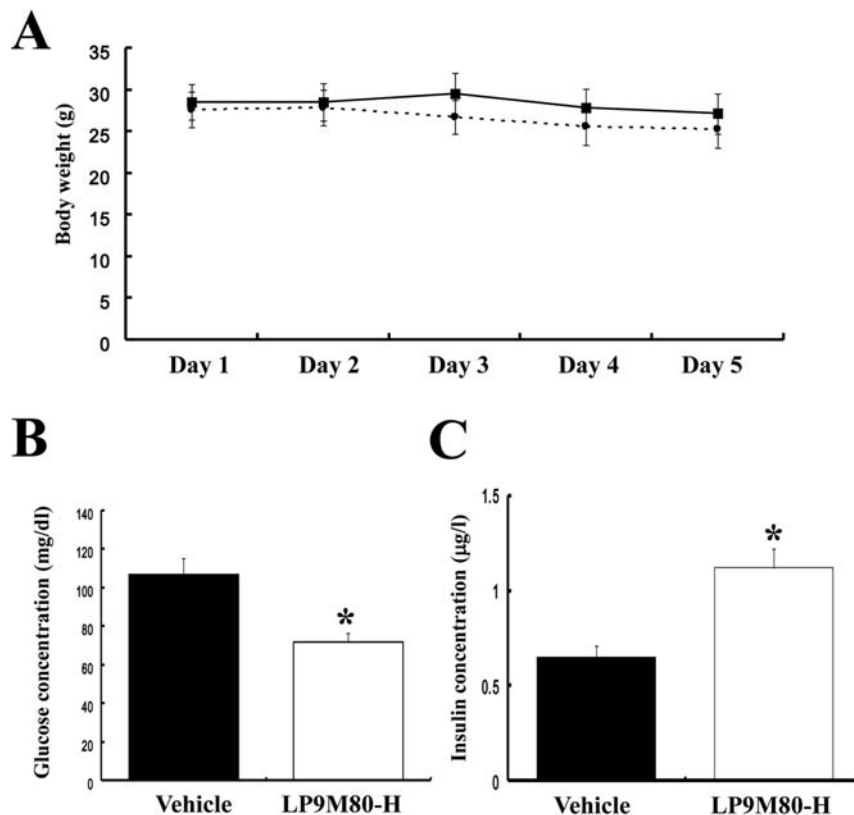 A
Body weight (g)
35
30
25
20
15
10
5
0
Day 1 Day 2 Day 3 Day 4 Day 5
B
Glucose concentration (mg/dl)
140
120
100
80
60
40
20
0
*
Vehicle LP9M80-H
C
Insulin concentration (μg/l)
1.5
1
0.5
0
*
Vehicle LP9M80-H